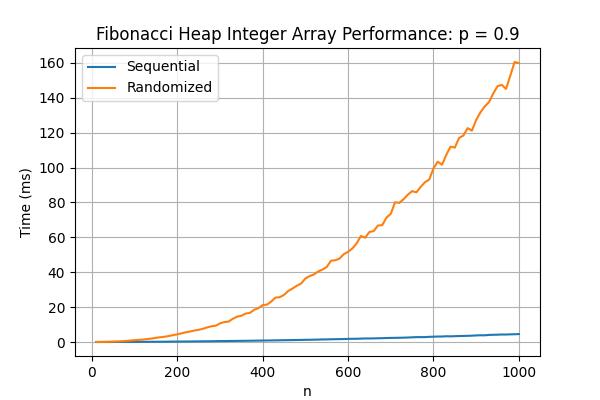 Fibonacci Heap Integer Array Performance: p = 0.9
Sequential
Randomized
Time (ms)
160
140
120
100
80
60
40
20
0
0 200 400 600 800 1000
n